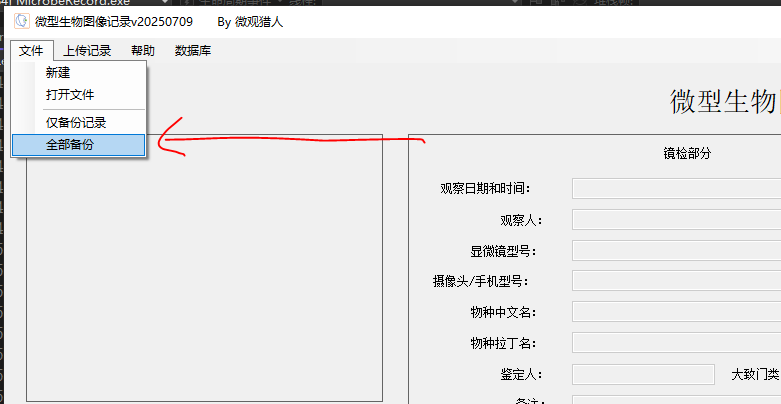 MicrobeRecord.exe
微型生物图像记录v20250709 By 微观猎人
文件 上传记录 帮助 数据库
新建
打开文件
仅备份记录
全部备份
微型生物
镜检部分
观察日期和时间：
观察人：
显微镜型号：
摄像头/手机型号：
物种中文名：
物种拉丁名：
鉴定人： 大致门类
备注：